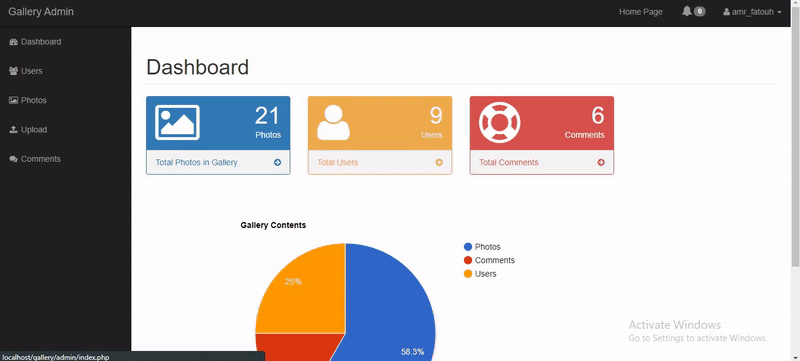 Gallery Admin
Home Page
0
amr_fatouh
Dashboard
Users
Photos
Upload
Comments
Dashboard
21
Photos
Total Photos in Gallery
9
Users
Total Users
6
Comments
Total Comments
Gallery Contents
Photos
Comments
Users
25%
58.3%
Activate Windows
Go to Settings to activate Windows.
localhost/gallery/admin/index.php